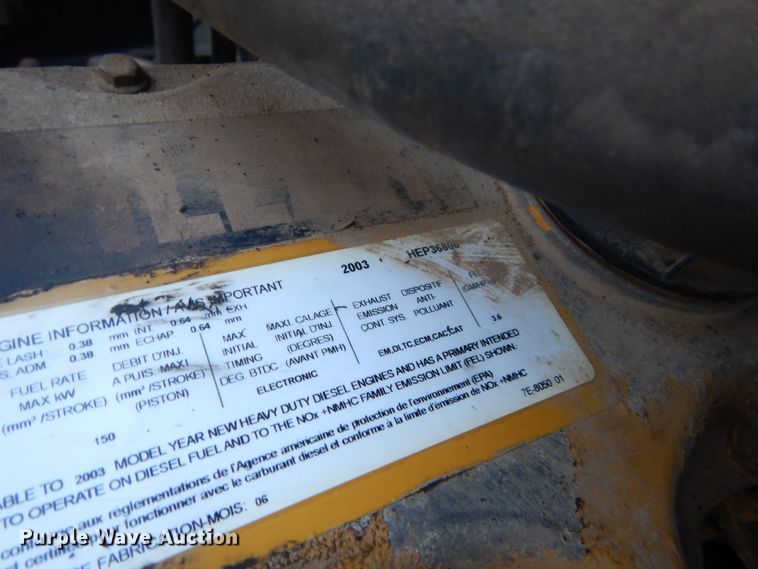 2003 HEP3680
GINE INFORMATION / AVIS IMPORTANT
LASH: 0.38 mm INT 0.64 mm EXH
S. ADM. 0.38 mm ECHAP 0.64 mm
FUEL RATE
MAX kW
(mm³/STROKE)
DEBIT D'INJ.
A PUIS. MAXI
(mm³/STROKE)
(PISTON)
150
MAX
INITIAL
TIMING
DEG BTDC
MAXI. CALAGE
INITIAL D'INJ.
(DEGRES)
(AVANT PMH)
ELECTRONIC
EXHAUST
EMISSION
CONT SYS.
DISPOSITIF
ANTI-
POLLUANT
EM,DI,TC,ECM,CAC,CAT
3.6
ABLE TO 2003 MODEL YEAR NEW HEAVY DUTY DIESEL ENGINES AND HAS A PRIMARY INTENDED
TO OPERATE ON DIESEL FUEL AND TO THE NOx +NMHC FAMILY EMISSION LIMIT (FEL) SHOWN.
aux reglementations de l'Agence américaine de protection de l'environnement (EPA)
et certifié fonctionner avec le carburant diesel et conforme à la limite d'émission de NOx +NMHC
7E-8050 01
DE FABRICATION-MOIS: 06
Purple Wave Auction